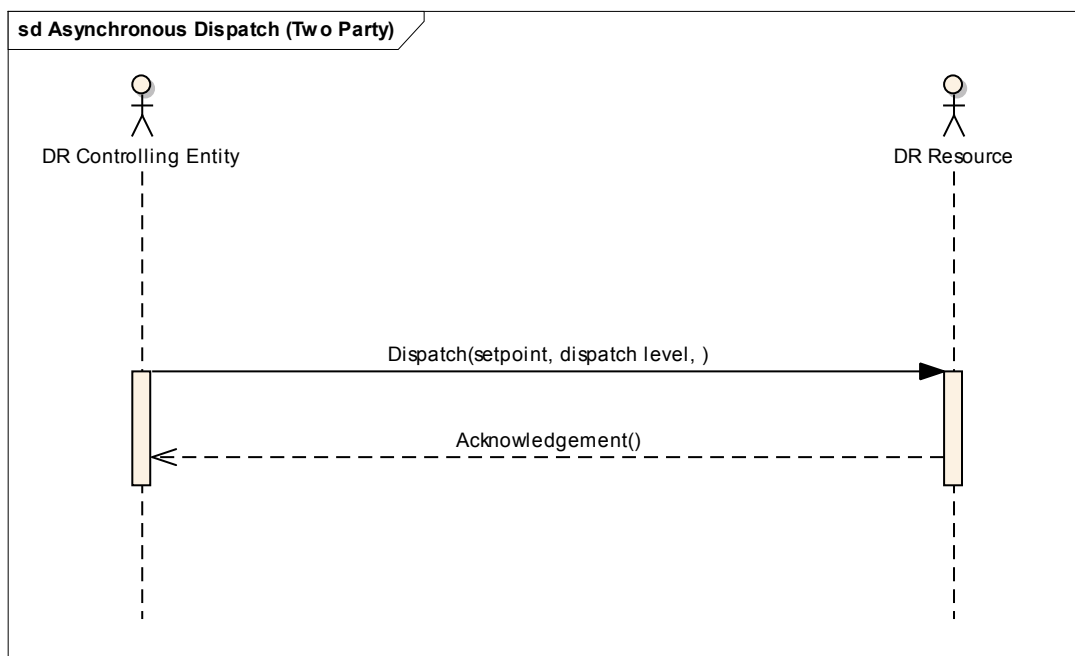 sd Asynchronous Dispatch (Two Party)
DR Controlling Entity
DR Resource
Dispatch(setpoint, dispatch level, )
Acknowledgement()